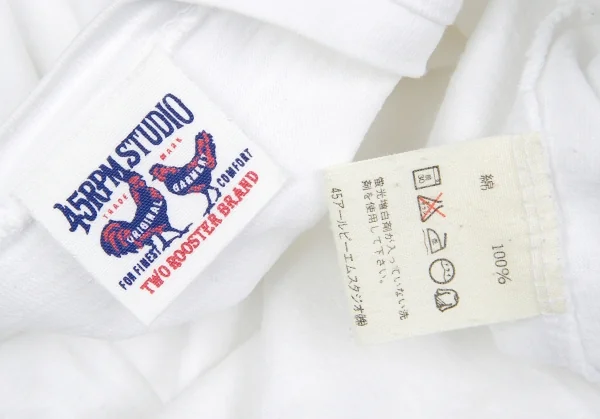 45RPM STUDIO
TRADE MARK
ORIGINAL
GARMENT
FOR FINEST COMFORT
TWO ROOSTER BRAND
綿 100%
30
蛍光増白剤が入っていない洗
剤を使用して下さい。
45アールピーエムスタジオ㈱